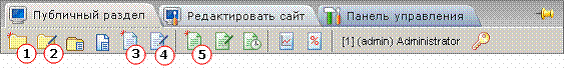 Публичный раздел Редактировать сайт Панель управления
[1] (admin) Administrator
1 2 3 4 5